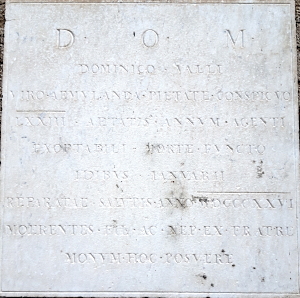 D · O · M ·
DOMINICO · VALLI
VIRO · AEMVLANDA · PIETATE · CONSPICVO
LXXIII · AETATIS · ANNVM · AGENTI
EXOPTABILI · MORTE · FVNCTO
IDIBVS · IANVARII
REPARATAE · SALVTIS · ANNO
MOERENTES · FIL · AC · NEP · EX · FRATRE
MONVM · HOC · POSVERE